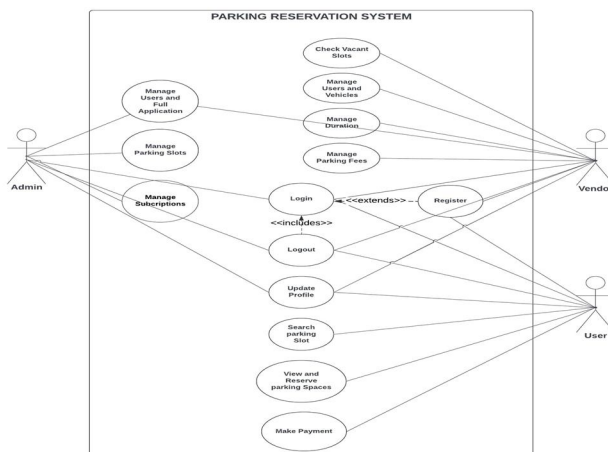 PARKING RESERVATION SYSTEM
Check Vacant
Slots
Manage
Users and
Full
Application
Manage
Users and
Vehicles
Manage
Duration
Manage
Parking Slots
Manage
Parking Fees
Admin
Vendo
Manage
Subcriptions
Login
<<extends>>
Register
<<includes>>
Logout
Update
Profile
Search
parking
Slot
User
View and
Reserve
parking Spaces
Make Payment